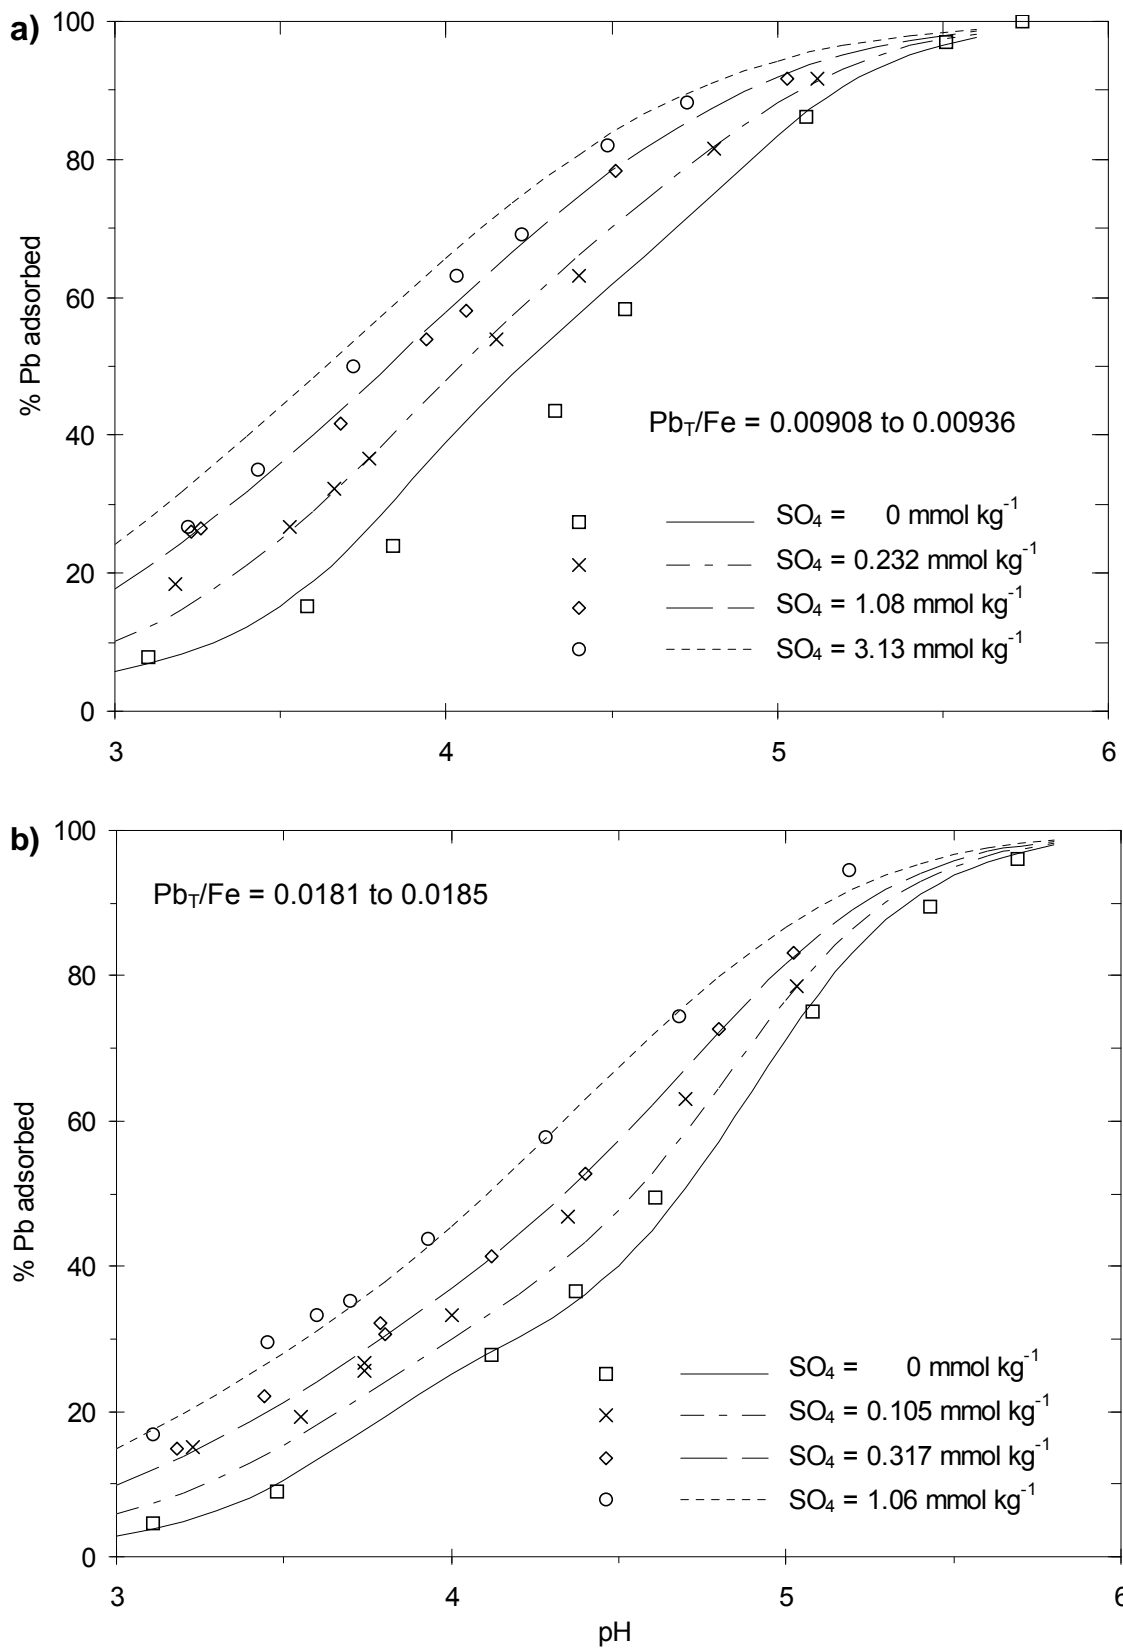 a)
100
80
60
40
20
0
% Pb adsorbed
PbT/Fe = 0.00908 to 0.00936
SO4 = 0 mmol kg-1
SO4 = 0.232 mmol kg-1
SO4 = 1.08 mmol kg-1
SO4 = 3.13 mmol kg-1
3 4 5 6
b)
100
80
60
40
20
0
% Pb adsorbed
PbT/Fe = 0.0181 to 0.0185
SO4 = 0 mmol kg-1
SO4 = 0.105 mmol kg-1
SO4 = 0.317 mmol kg-1
SO4 = 1.06 mmol kg-1
3 4 5 6
pH